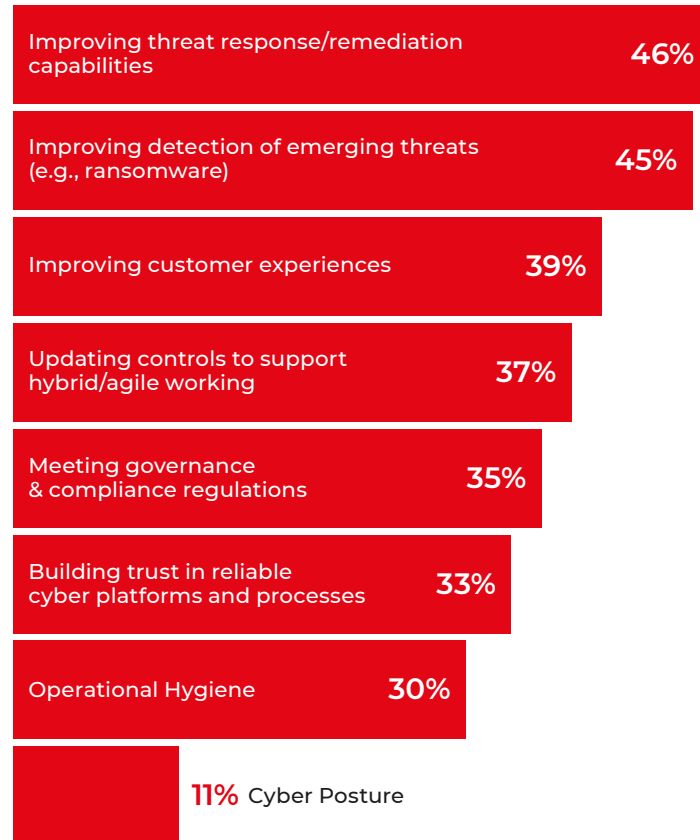 Improving threat response/remediation
capabilities
46%
Improving detection of emerging threats
(e.g., ransomware)
45%
Improving customer experiences
39%
Updating controls to support
hybrid/agile working
37%
Meeting governance
& compliance regulations
35%
Building trust in reliable
cyber platforms and processes
33%
Operational Hygiene
30%
11% Cyber Posture